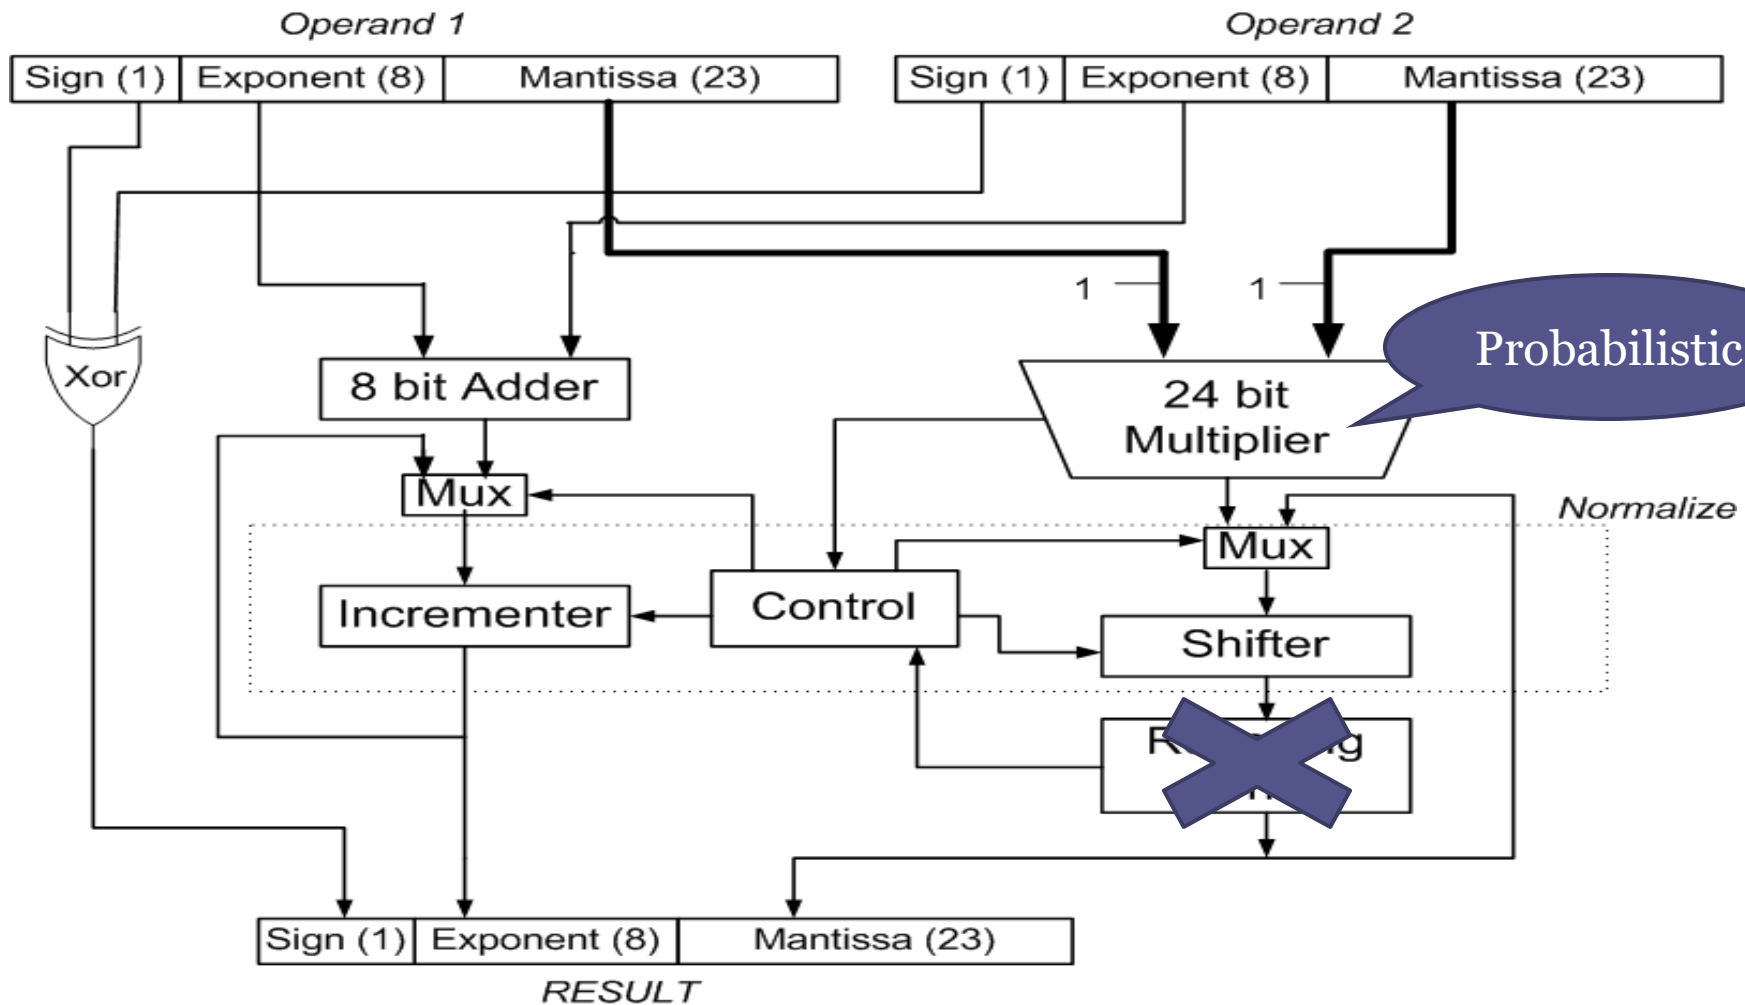 Operand 1
Operand 2
Sign (1) Exponent (8) Mantissa (23)
Sign (1) Exponent (8) Mantissa (23)
1
1
Probabilistic
Xor
8 bit Adder
24 bit
Multiplier
Mux
Normalize
Mux
Incrementer
Control
Shifter
Sign (1) Exponent (8) Mantissa (23)
RESULT